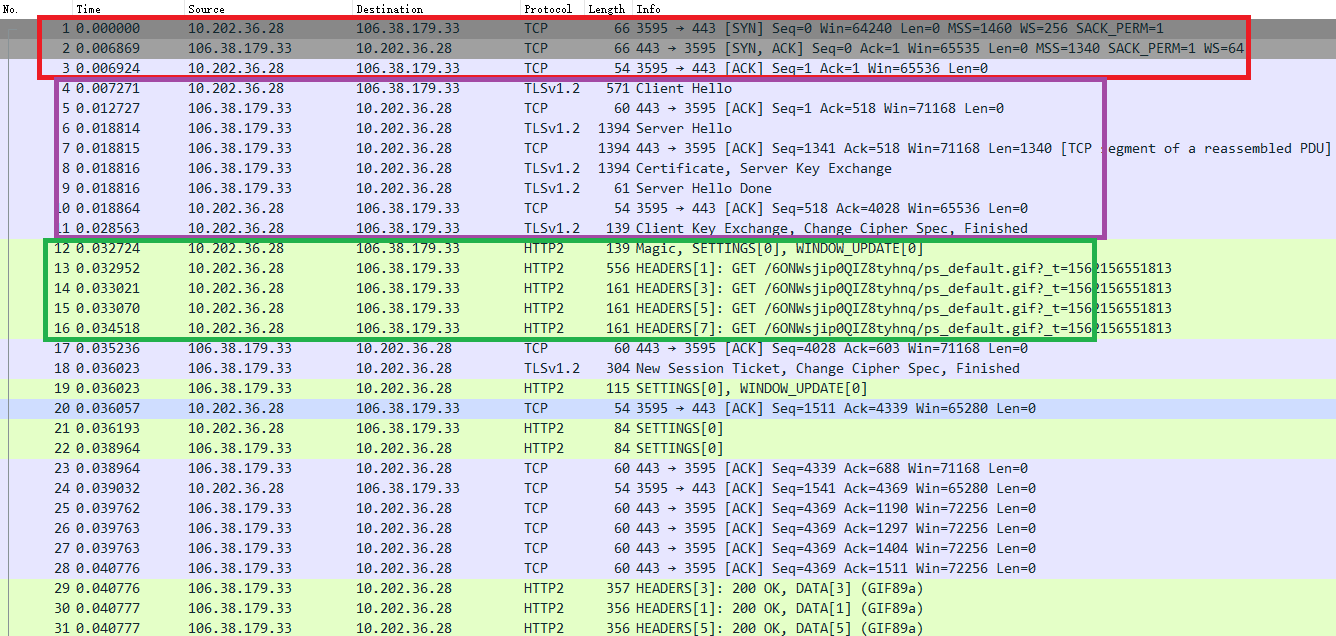 No. Time Source Destination Protocol Length Info
1 0.000000 10.202.36.28 106.38.179.33 TCP 66 3595 → 443 [SYN] Seq=0 Win=64240 Len=0 MSS=1460 WS=256 SACK_PERM=1
2 0.006869 106.38.179.33 10.202.36.28 TCP 66 443 → 3595 [SYN, ACK] Seq=0 Ack=1 Win=65535 Len=0 MSS=1340 SACK_PERM=1 WS=64
3 0.006924 10.202.36.28 106.38.179.33 TCP 54 3595 → 443 [ACK] Seq=1 Ack=1 Win=65536 Len=0
4 0.007271 10.202.36.28 106.38.179.33 TLSv1.2 571 Client Hello
5 0.012727 106.38.179.33 10.202.36.28 TCP 60 443 → 3595 [ACK] Seq=1 Ack=518 Win=71168 Len=0
6 0.018814 106.38.179.33 10.202.36.28 TLSv1.2 1394 Server Hello
7 0.018815 106.38.179.33 10.202.36.28 TCP 1394 443 → 3595 [ACK] Seq=1341 Ack=518 Win=71168 Len=1340 [TCP segment of a reassembled PDU]
8 0.018816 106.38.179.33 10.202.36.28 TLSv1.2 1394 Certificate, Server Key Exchange
9 0.018816 106.38.179.33 10.202.36.28 TLSv1.2 61 Server Hello Done
10 0.018864 10.202.36.28 106.38.179.33 TCP 54 3595 → 443 [ACK] Seq=518 Ack=4028 Win=65536 Len=0
11 0.028563 10.202.36.28 106.38.179.33 TLSv1.2 139 Client Key Exchange, Change Cipher Spec, Finished
12 0.032724 10.202.36.28 106.38.179.33 HTTP2 139 Magic, SETTINGS[0], WINDOW_UPDATE[0]
13 0.032952 10.202.36.28 106.38.179.33 HTTP2 556 HEADERS[1]: GET /6ONWsjip0QIZ8tyhnq/ps_default.gif?_t=1562156551813
14 0.033021 10.202.36.28 106.38.179.33 HTTP2 161 HEADERS[3]: GET /6ONWsjip0QIZ8tyhnq/ps_default.gif?_t=1562156551813
15 0.033070 10.202.36.28 106.38.179.33 HTTP2 161 HEADERS[5]: GET /6ONWsjip0QIZ8tyhnq/ps_default.gif?_t=1562156551813
16 0.034518 10.202.36.28 106.38.179.33 HTTP2 161 HEADERS[7]: GET /6ONWsjip0QIZ8tyhnq/ps_default.gif?_t=1562156551813
17 0.035236 106.38.179.33 10.202.36.28 TCP 60 443 → 3595 [ACK] Seq=4028 Ack=603 Win=71168 Len=0
18 0.036023 106.38.179.33 10.202.36.28 TLSv1.2 304 New Session Ticket, Change Cipher Spec, Finished
19 0.036023 106.38.179.33 10.202.36.28 HTTP2 115 SETTINGS[0], WINDOW_UPDATE[0]
20 0.036057 10.202.36.28 106.38.179.33 TCP 54 3595 → 443 [ACK] Seq=1511 Ack=4339 Win=65280 Len=0
21 0.036193 10.202.36.28 106.38.179.33 HTTP2 84 SETTINGS[0]
22 0.038964 106.38.179.33 10.202.36.28 HTTP2 84 SETTINGS[0]
23 0.038964 106.38.179.33 10.202.36.28 TCP 60 443 → 3595 [ACK] Seq=4339 Ack=688 Win=71168 Len=0
24 0.039032 10.202.36.28 106.38.179.33 TCP 54 3595 → 443 [ACK] Seq=1541 Ack=4369 Win=65280 Len=0
25 0.039762 106.38.179.33 10.202.36.28 TCP 60 443 → 3595 [ACK] Seq=4369 Ack=1190 Win=72256 Len=0
26 0.039763 106.38.179.33 10.202.36.28 TCP 60 443 → 3595 [ACK] Seq=4369 Ack=1297 Win=72256 Len=0
27 0.039763 106.38.179.33 10.202.36.28 TCP 60 443 → 3595 [ACK] Seq=4369 Ack=1404 Win=72256 Len=0
28 0.040776 106.38.179.33 10.202.36.28 TCP 60 443 → 3595 [ACK] Seq=4369 Ack=1511 Win=72256 Len=0
29 0.040776 106.38.179.33 10.202.36.28 HTTP2 357 HEADERS[3]: 200 OK, DATA[3] (GIF89a)
30 0.040777 106.38.179.33 10.202.36.28 HTTP2 356 HEADERS[1]: 200 OK, DATA[1] (GIF89a)
31 0.040777 106.38.179.33 10.202.36.28 HTTP2 356 HEADERS[5]: 200 OK, DATA[5] (GIF89a)